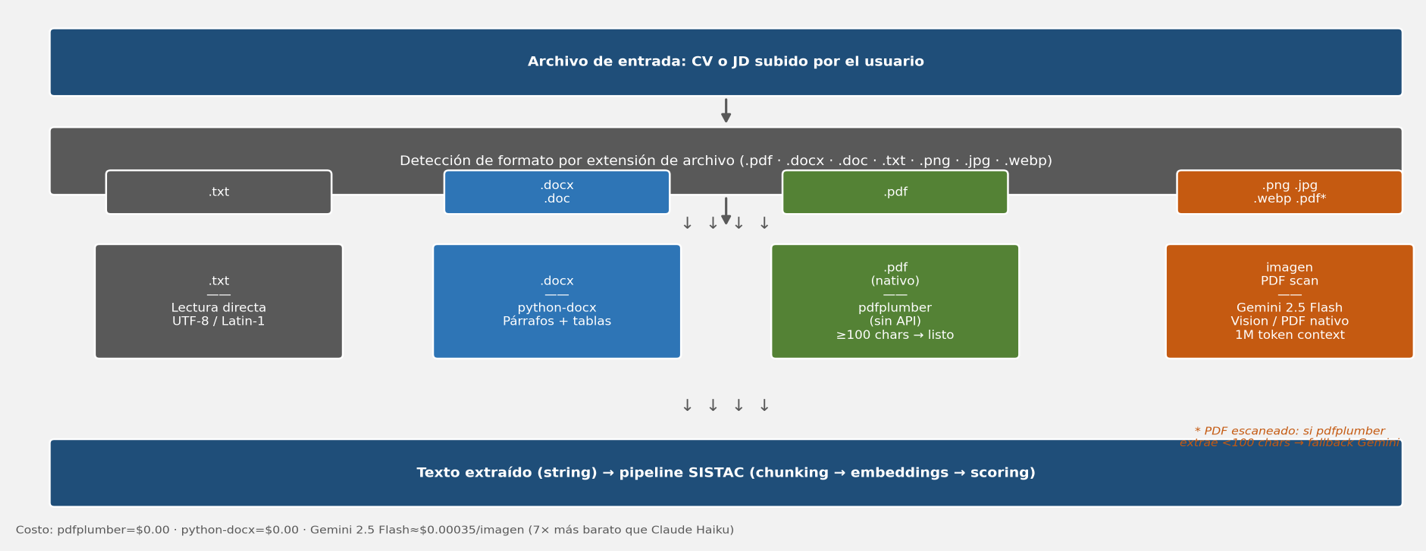 Archivo de entrada: CV o JD subido por el usuario
Detección de formato por extensión de archivo (.pdf · .docx · .doc · .txt · .png · .jpg · .webp)
.txt
.docx
.doc
.pdf
.png .jpg
.webp .pdf*
↓ ↓ ↓ ↓
.txt
——
Lectura directa
UTF-8 / Latin-1
.docx
——
python-docx
Párrafos + tablas
.pdf
(nativo)
——
pdfplumber
(sin API)
≥100 chars → listo
imagen
PDF scan
——
Gemini 2.5 Flash
Vision / PDF nativo
1M token context
↓ ↓ ↓ ↓
* PDF escaneado: si pdfplumber
extrae <100 chars → fallback Gemini
Texto extraído (string) → pipeline SISTAC (chunking → embeddings → scoring)
Costo: pdfplumber=$0.00 · python-docx=$0.00 · Gemini 2.5 Flash≈$0.00035/imagen (7× más barato que Claude Haiku)